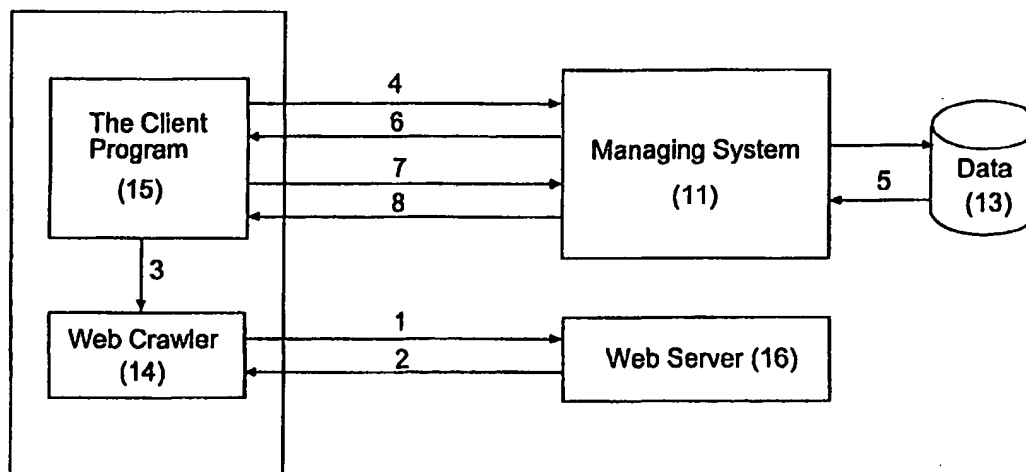 The Client
Program
(15)
4
6
7
8
Managing System
(11)
5
Data
(13)
3
Web Crawler
(14)
1
2
Web Server (16)